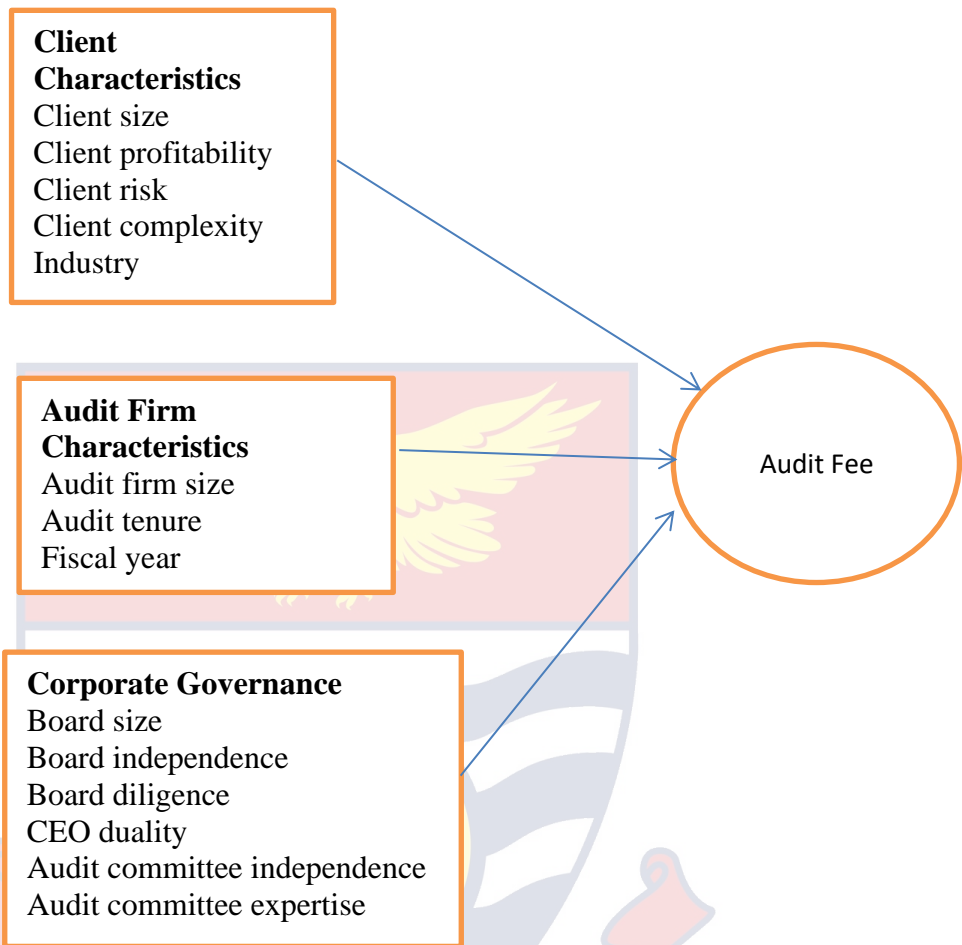 Client
Characteristics
Client size
Client profitability
Client risk
Client complexity
Industry
Audit Firm
Characteristics
Audit firm size
Audit tenure
Fiscal year
Audit Fee
Corporate Governance
Board size
Board independence
Board diligence
CEO duality
Audit committee independence
Audit committee expertise